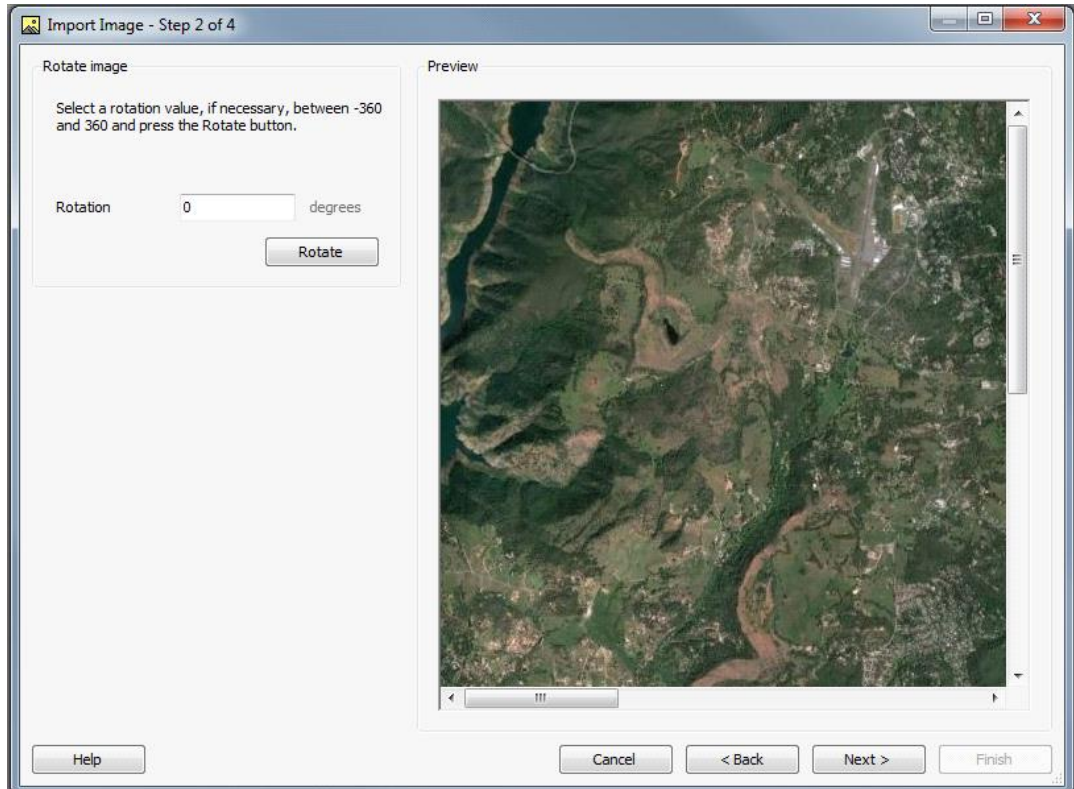 Import Image - Step 2 of 4
Rotate image
Select a rotation value, if necessary, between -360
and 360 and press the Rotate button.
Rotation 0 degrees
Rotate
Preview
Help Cancel < Back Next > Finish